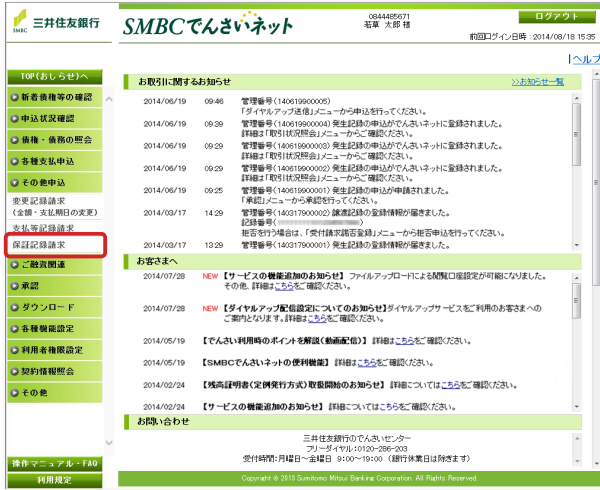 SMBC 三井住友銀行
SMBCでんさいネット
0844485671
若草 太郎 様
ログアウト
前回ログイン日時：2014/08/18 15:35
ヘルプ
TOP(おしらせ)へ
新着債権等の確認
申込状況確認
債権・債務の照会
各種支払申込
その他申込
変更記録請求
(金額・支払期日の変更)
支払等記録請求
保証記録請求
ご融資関連
承認
ダウンロード
各種機能設定
利用者権限設定
契約情報照会
その他
操作マニュアル・FAQ
利用規定
お取引に関するお知らせ
>>お知らせ一覧
2014/06/19 09:46 管理番号(140619900005)
「ダイヤルアップ送信」メニューから申込を行ってください。
2014/06/19 09:39 管理番号(140619900004) 発生記録の申込がでんさいネットに登録されました。
詳細は「取引状況照会」メニューからご確認ください。
2014/06/19 09:29 管理番号(140619900003) 発生記録の申込がでんさいネットに登録されました。
詳細は「取引状況照会」メニューからご確認ください。
2014/06/19 09:29 管理番号(140619900002) 発生記録の申込がでんさいネットに登録されました。
詳細は「取引状況照会」メニューからご確認ください。
2014/06/19 09:25 管理番号(140619900001) 発生記録の申込が申請されました。
「承認」メニューから承認を行ってください。
2014/03/17 14:29 管理番号(140317900002) 譲渡記録の登録情報が届きました。
記録番号( )
拒否を行う場合は、「受付請求諾否登録」メニューから拒否申込を行ってください。
2014/03/17 13:29 管理番号(140317900001) 発生記録の登録情報が届きました。
お客さまへ
2014/07/28 NEW 【サービスの機能追加のお知らせ】 ファイルアップロードによる閲覧口座設定が可能になりました。
その他、詳細はこちらをご確認ください。
2014/07/28 NEW 【ダイヤルアップ配信設定についてのお知らせ】ダイヤルアップサービスをご利用のお客さまへの
ご案内となります。詳細はこちらをご確認ください。
2014/05/19 【でんさい利用時のポイントを解説(動画配信)】 詳細はこちらをご確認ください。
2014/05/19 【SMBCでんさいネットの便利機能】 詳細はこちらをご確認ください。
2014/02/24 【残高証明書(定例発行方式)取扱開始のお知らせ】 詳細についてはこちらをご確認ください。
2014/02/24 【サービスの機能追加のお知らせ】 詳細についてはこちらをご確認ください。
お問い合わせ
三井住友銀行のでんさいセンター
フリーダイヤル:0120-286-203
受付時間:月曜日～金曜日 9:00～19:00 (銀行休業日は除きます)
Copyright © 2013 Sumitomo Mitsui Banking Corporation. All Rights Reserved.